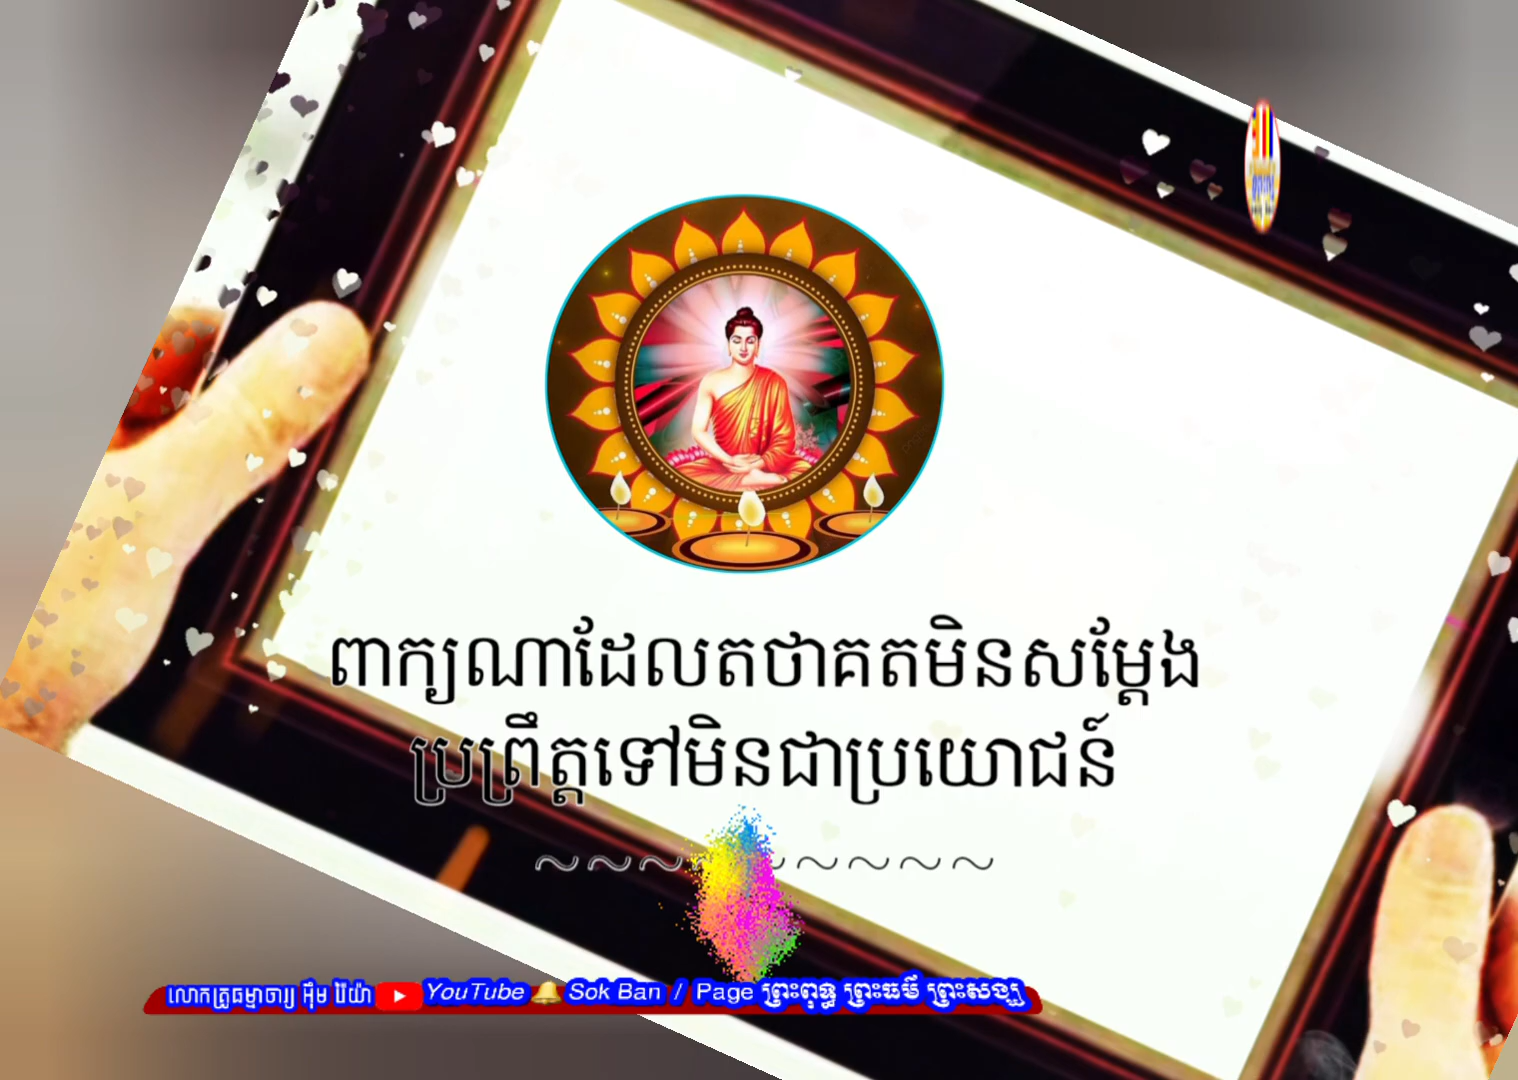 ពាក្យណាដែលតថាគតមិនសម្ដែង
ប្រព្រឹត្តទៅមិនជាប្រយោជន៍
~~~~~~~~~
លោកគ្រូធម្មាចារ្យ អ៊ឹម រ៉ៃយ៉ា YouTube 🔔 Sok Ban / Page ព្រះពុទ្ធ ព្រះធម៌ ព្រះសង្ឃ